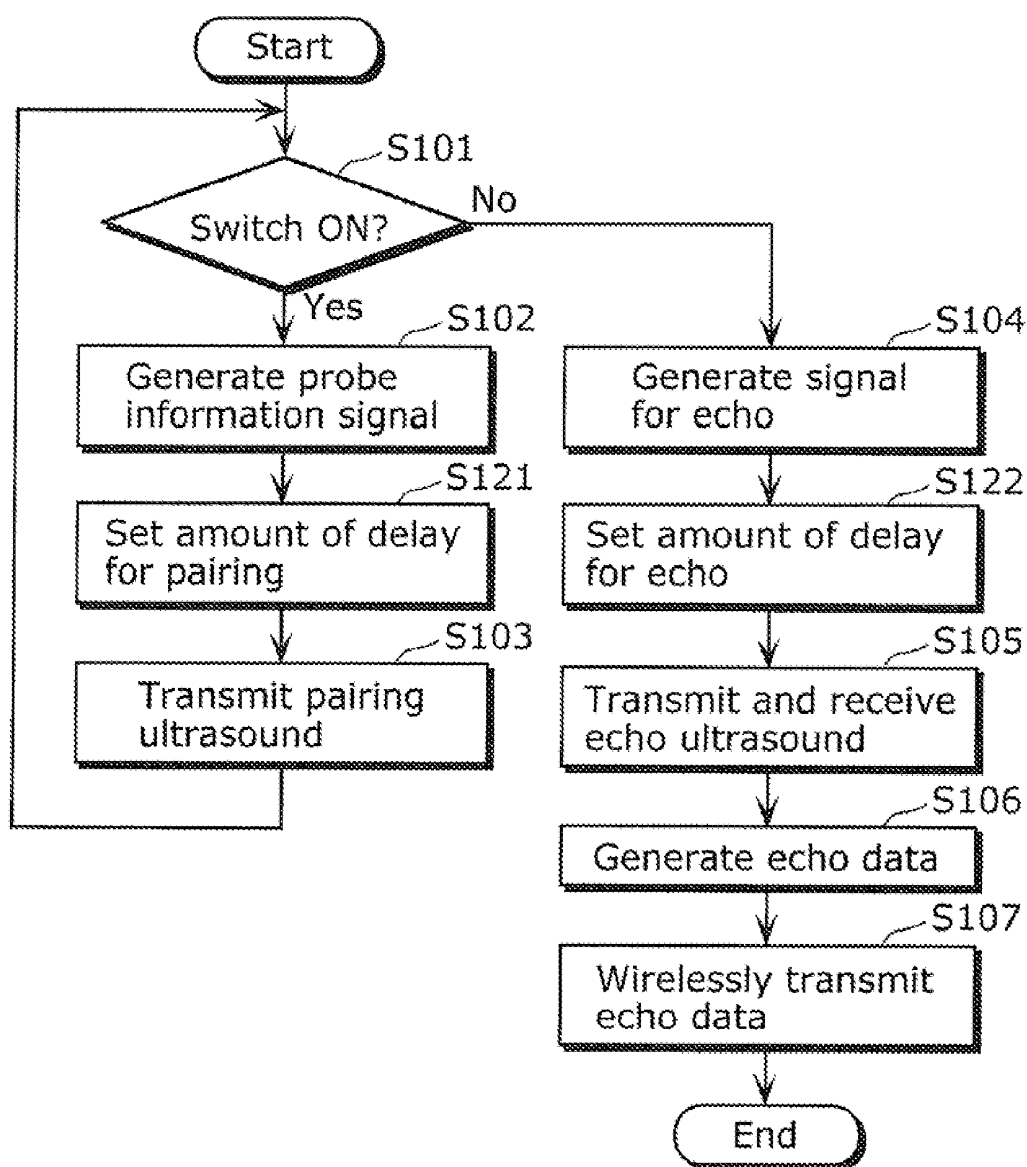 Start
S101
Switch ON?
No
Yes
S102
Generate probe
information signal
S121
Set amount of delay
for pairing
S103
Transmit pairing
ultrasound
S104
Generate signal
for echo
S122
Set amount of delay
for echo
S105
Transmit and receive
echo ultrasound
S106
Generate echo data
S107
Wirelessly transmit
echo data
End